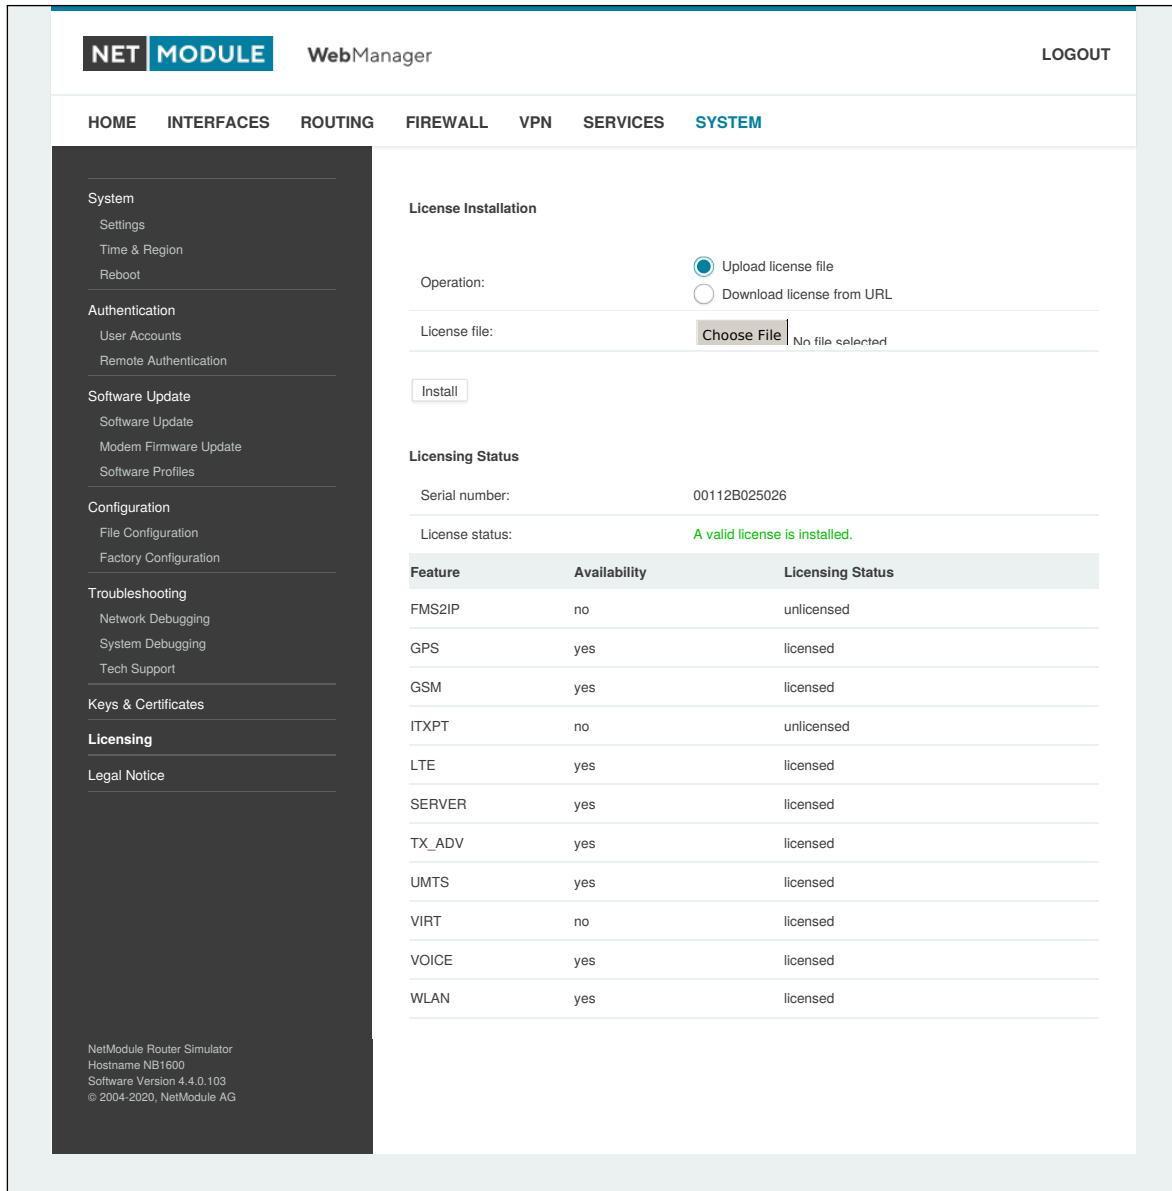 NET MODULE WebManager LOGOUT
HOME INTERFACES ROUTING FIREWALL VPN SERVICES SYSTEM
System
Settings
Time & Region
Reboot
Authentication
User Accounts
Remote Authentication
Software Update
Software Update
Modem Firmware Update
Software Profiles
Configuration
File Configuration
Factory Configuration
Troubleshooting
Network Debugging
System Debugging
Tech Support
Keys & Certificates
Licensing
Legal Notice
NetModule Router Simulator
Hostname NB1600
Software Version 4.4.0.103
© 2004-2020, NetModule AG
License Installation
Operation:
Upload license file
Download license from URL
License file: Choose File No file selected
Install
Licensing Status
Serial number: 00112B025026
License status: A valid license is installed.
Feature Availability Licensing Status
FMS2IP no unlicensed
GPS yes licensed
GSM yes licensed
ITXPT no unlicensed
LTE yes licensed
SERVER yes licensed
TX_ADV yes licensed
UMTS yes licensed
VIRT no licensed
VOICE yes licensed
WLAN yes licensed